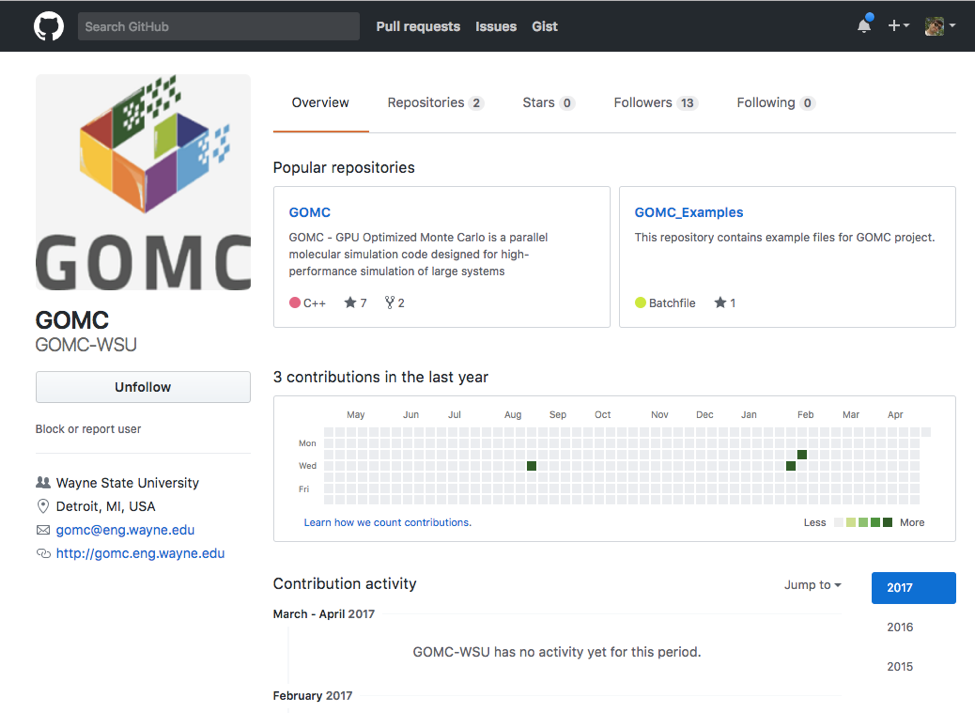 Search GitHub
Pull requests Issues Gist
GOMC
GOMC
GOMC-WSU
Unfollow
Block or report user
Wayne State University
Detroit, MI, USA
gomc@eng.wayne.edu
http://gomc.eng.wayne.edu
Overview Repositories 2 Stars 0 Followers 13 Following 0
Popular repositories
GOMC
GOMC - GPU Optimized Monte Carlo is a parallel
molecular simulation code designed for high-
performance simulation of large systems
C++ 7 2
GOMC_Examples
This repository contains example files for GOMC project.
Batchfile 1
3 contributions in the last year
May Jun Jul Aug Sep Oct Nov Dec Jan Feb Mar Apr
Mon
Wed
Fri
Learn how we count contributions.
Less More
Contribution activity
Jump to
2017
2016
2015
March - April 2017
GOMC-WSU has no activity yet for this period.
February 2017